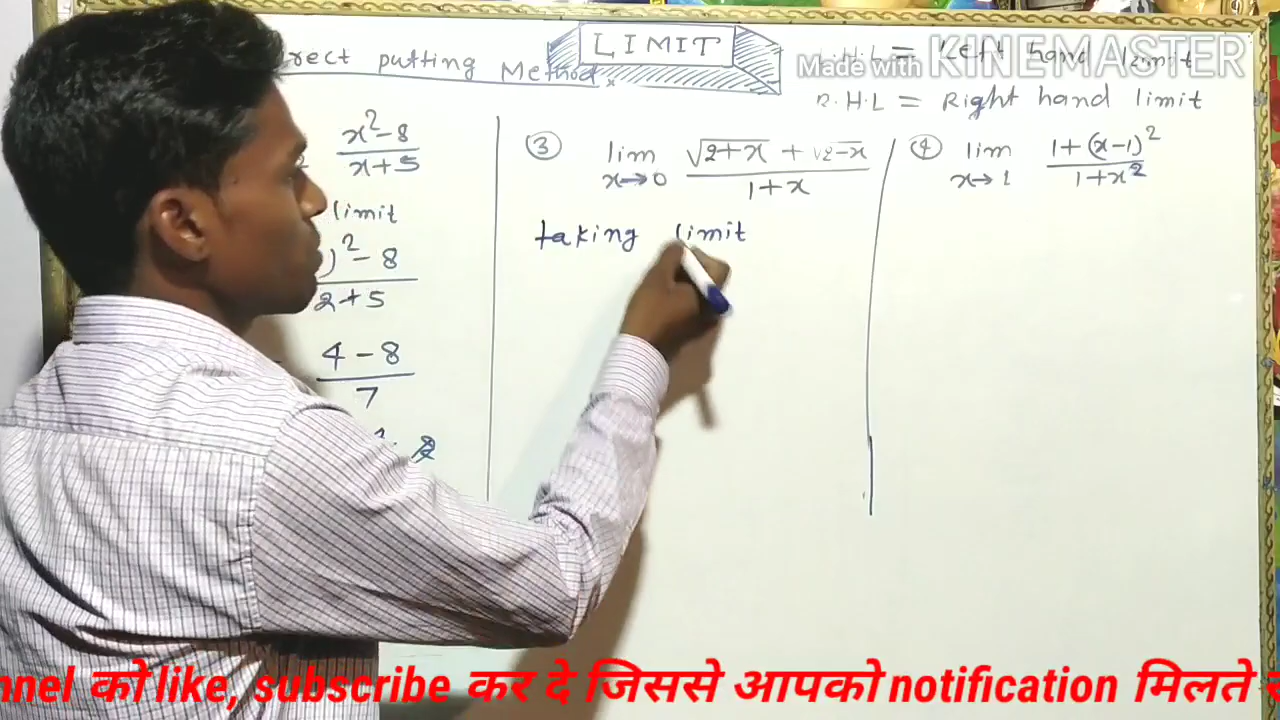 rect putting Method
LIMIT
.H.L = Left hand limit
R.H.L = Right hand limit
Made with KINEMASTER
x²-8
x+5
limit
)²-8
2+5
4-8
7
③ lim x→0 √2+x + √2-x
1+x
taking limit
④ lim x→1 1+(x-1)²
1+x²
nnel को like, subscribe कर दे जिससे आपको notification मिलते